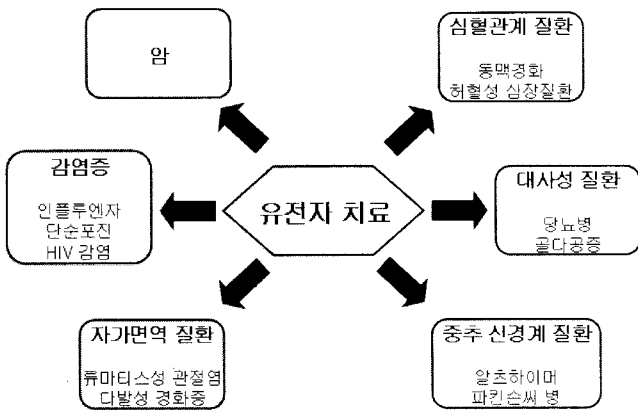 암
심혈관계 질환
동맥경화
허혈성 심장질환
감염증
인플루엔자
단순포진
HIV 감염
유전자 치료
대사성 질환
당뇨병
골다공증
자가면역 질환
류마티스성 관절염
다발성 경화증
중추 신경계 질환
알츠하이머
파킨슨씨 병